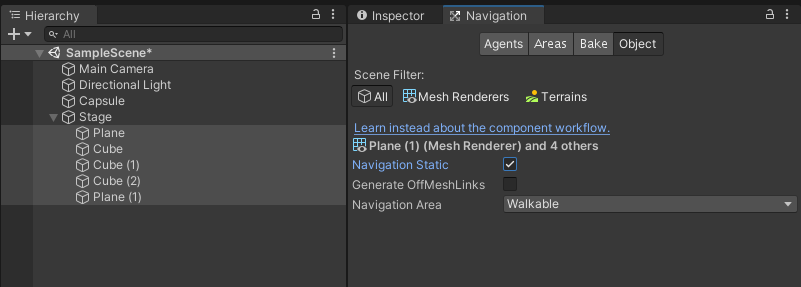 Hierarchy
All
SampleScene*
Main Camera
Directional Light
Capsule
Stage
Plane
Cube
Cube (1)
Cube (2)
Plane (1)
Inspector
Navigation
Agents Areas Bake Object
Scene Filter:
All Mesh Renderers Terrains
Learn instead about the component workflow.
Plane (1) (Mesh Renderer) and 4 others
Navigation Static
Generate OffMeshLinks
Navigation Area Walkable